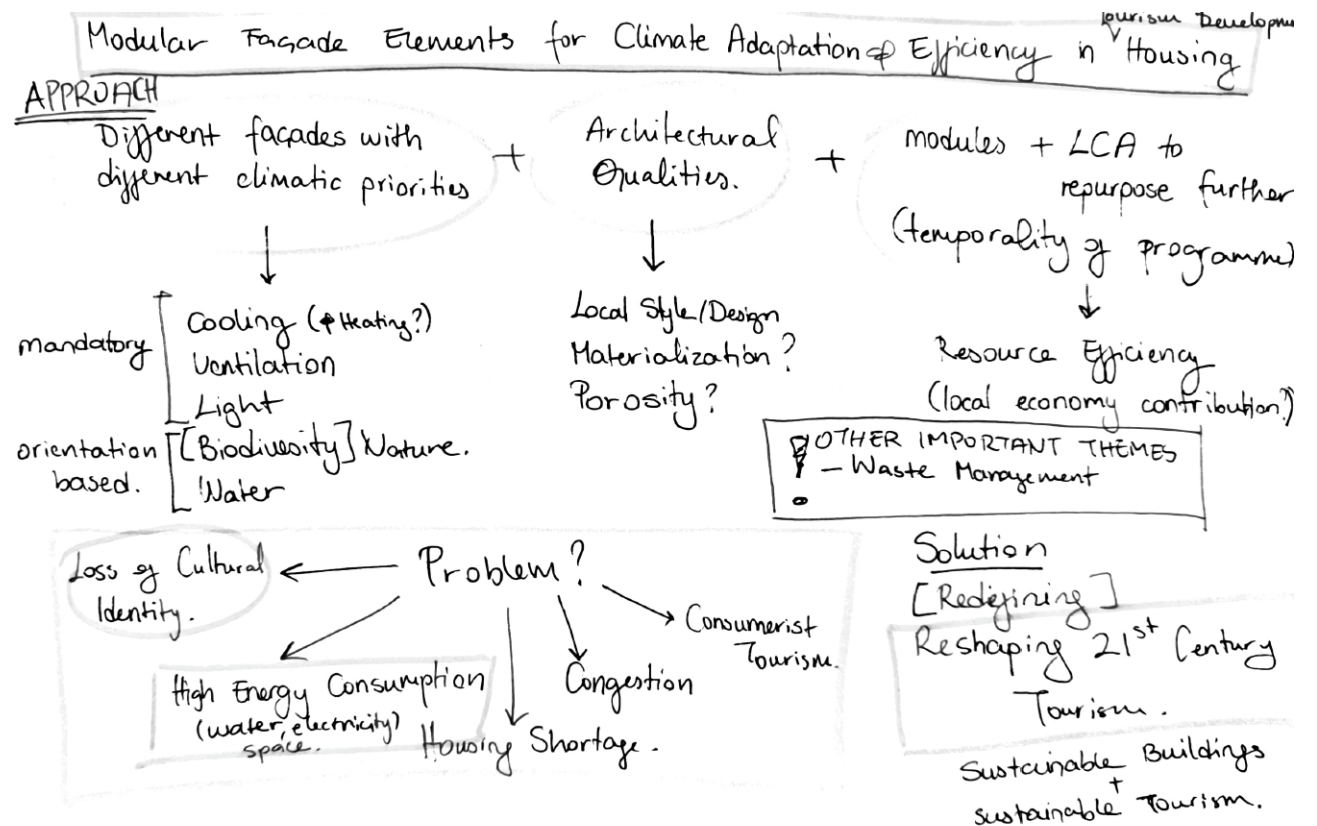 Tourism Developm
Modular Façade Elements for Climate Adaptation & Efficiency in Housing
APPROACH
Different façades with
different climatic priorities
+
Architectural
Qualities.
+
modules + LCA to
repurpose further
(temporality of programme)
mandatory
Cooling (& Heating?)
Ventilation
Light
orientation
based.
[Biodiversity] Nature.
Water
Local Style/Design
Materialization?
Porosity?
Resource Efficiency
(local economy contribution?)
! OTHER IMPORTANT THEMES
– Waste Management
Problem?
Loss of Cultural
Identity.
High Energy Consumption
(water, electricity)
space.
Housing Shortage.
Congestion
Consumerist
Tourism.
Solution
[Redefining]
Reshaping 21st Century
Tourism.
Sustainable Buildings
+
sustainable Tourism.